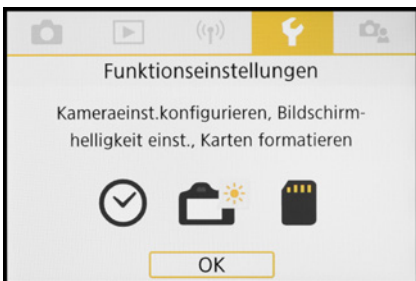 Funktionseinstellungen
Kameraeinst.konfigurieren, Bildschirm-
helligkeit einst., Karten formatieren
OK